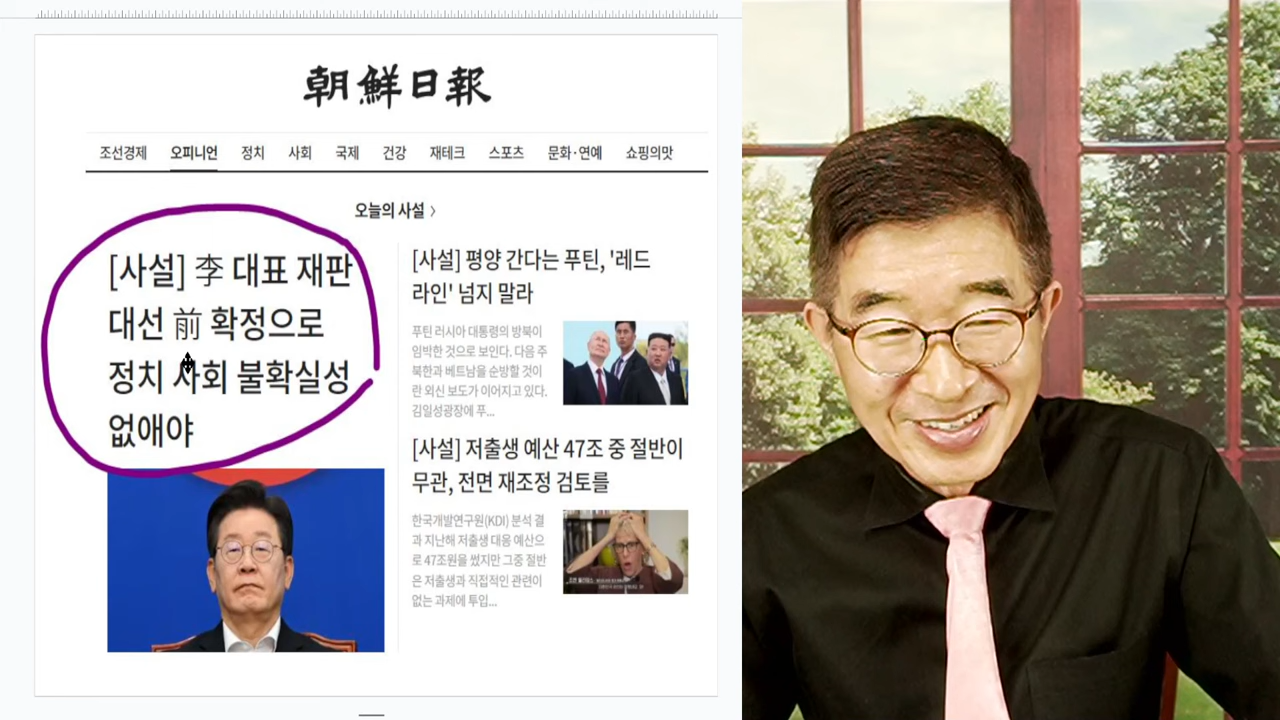 朝鮮日報
조선경제 오피니언 정치 사회 국제 건강 재테크 스포츠 문화·연예 쇼핑의맛
오늘의 사설 〉
[사설] 李 대표 재판
대선 前 확정으로
정치 사회 불확실성
없애야
[사설] 평양 간다는 푸틴, '레드
라인' 넘지 말라
푸틴 러시아 대통령의 방북이
임박한 것으로 보인다. 다음 주
북한과 베트남을 순방할 것이
란 외신 보도가 이어지고 있다.
김일성광장에 푸...
[사설] 저출생 예산 47조 중 절반이
무관, 전면 재조정 검토를
한국개발연구원(KDI) 분석 결
과 지난해 저출생 대응 예산으
로 47조원을 썼지만 그중 절반
은 저출생과 직접적인 관련이
없는 과제에 투입...